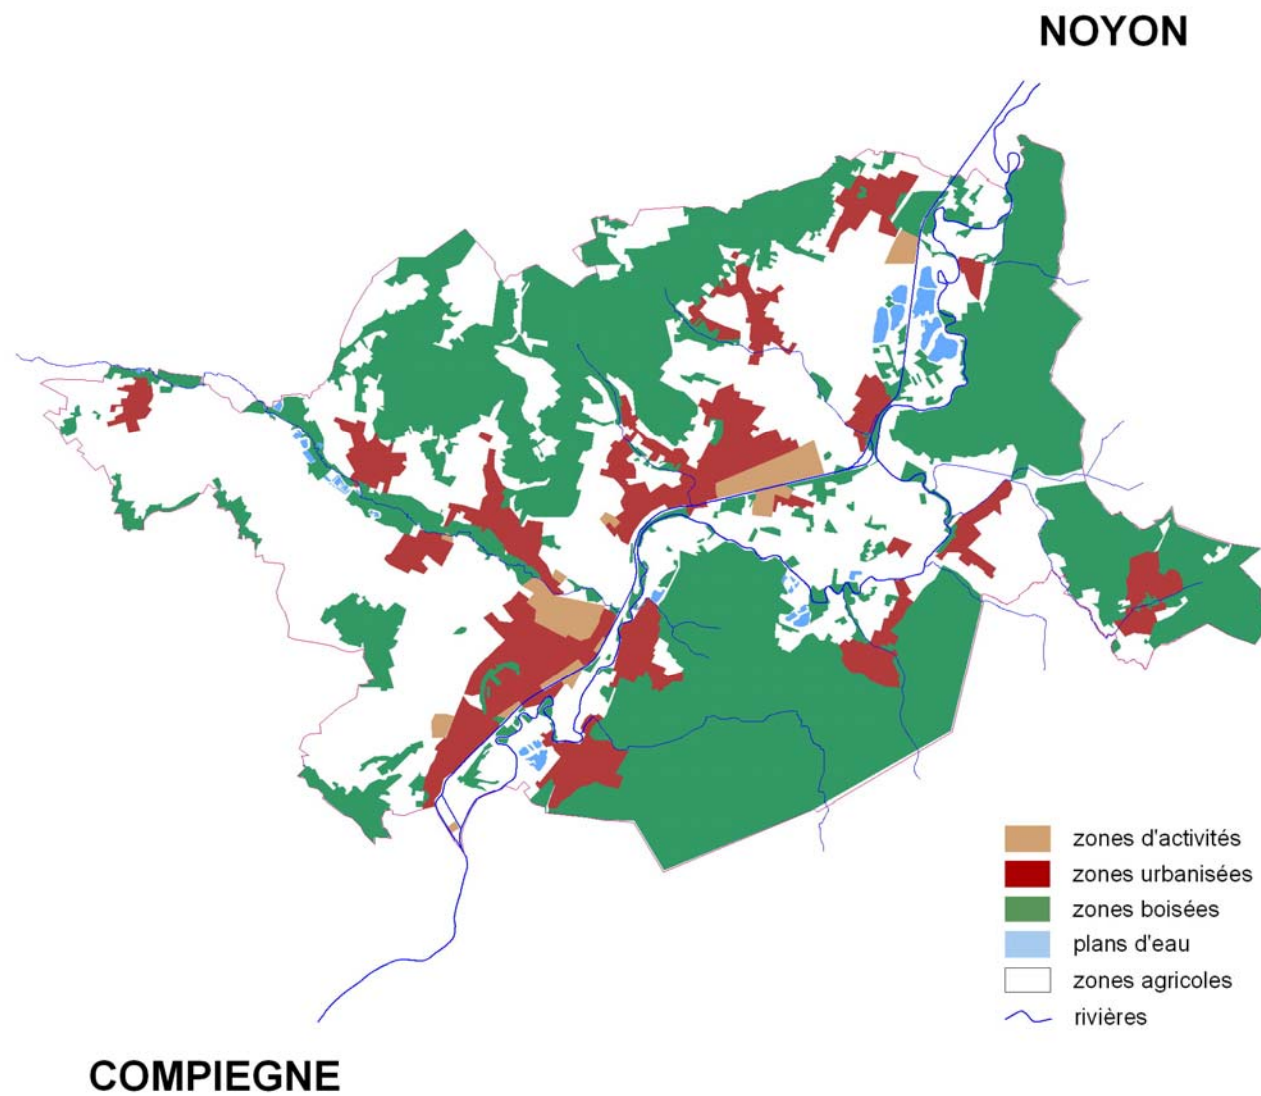 NOYON
zones d'activités
zones urbanisées
zones boisées
plans d'eau
zones agricoles
rivières
COMPIEGNE